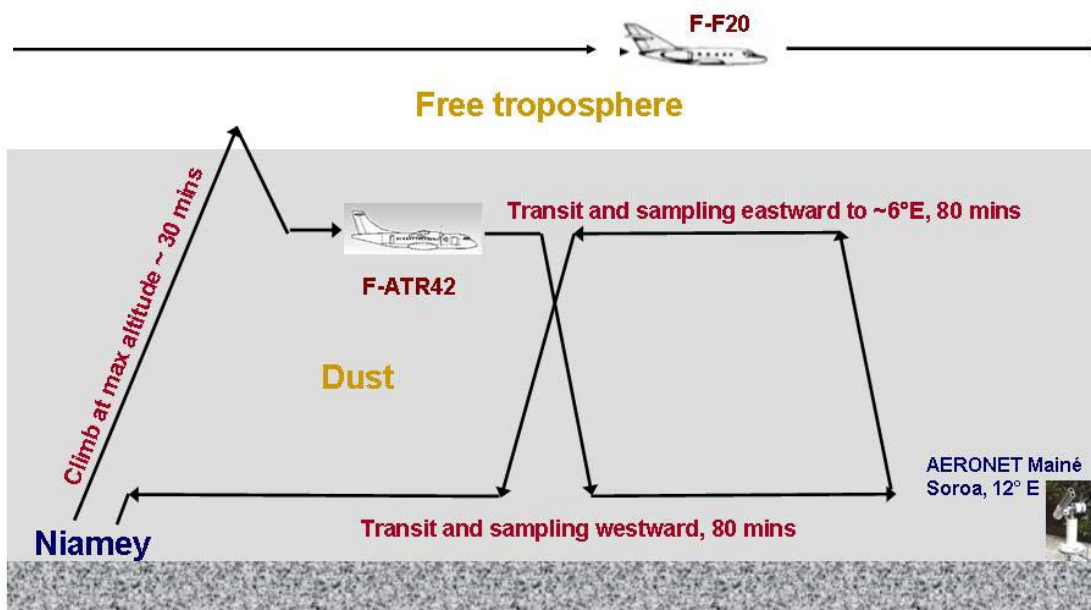 F-F20
Free troposphere
Climb at max altitude ~ 30 mins
Transit and sampling eastward to ~6°E, 80 mins
F-ATR42
Dust
AERONET Mainé
Soroa, 12° E
Niamey
Transit and sampling westward, 80 mins